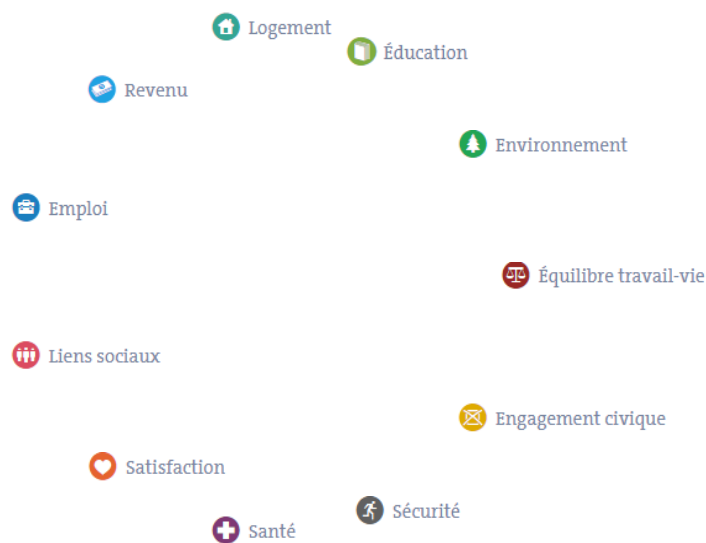 Logement
Éducation
Revenu
Environnement
Emploi
Équilibre travail-vie
Liens sociaux
Engagement civique
Satisfaction
Sécurité
Santé